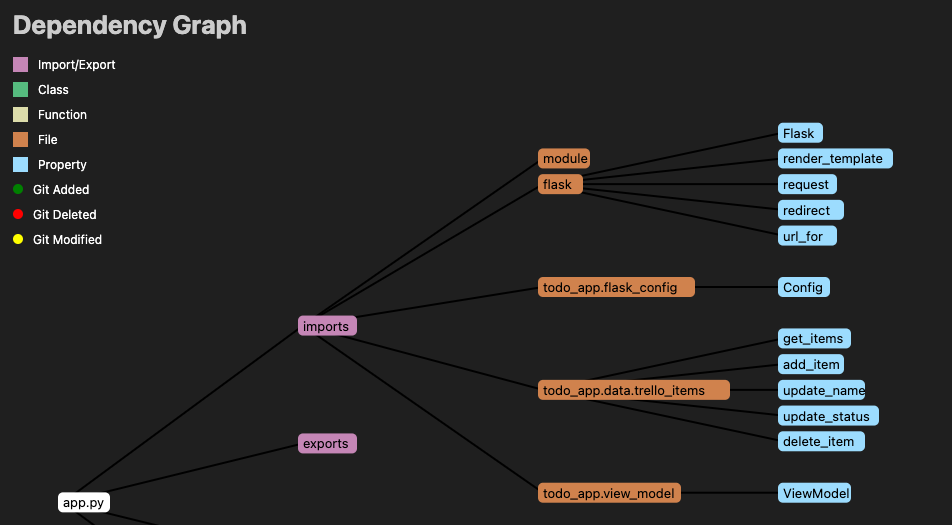 Dependency Graph
Import/Export
Class
Function
File
Property
Git Added
Git Deleted
Git Modified
app.py
imports
exports
module
flask
todo_app.flask_config
todo_app.data.trello_items
todo_app.view_model
Flask
render_template
request
redirect
url_for
Config
get_items
add_item
update_name
update_status
delete_item
ViewModel